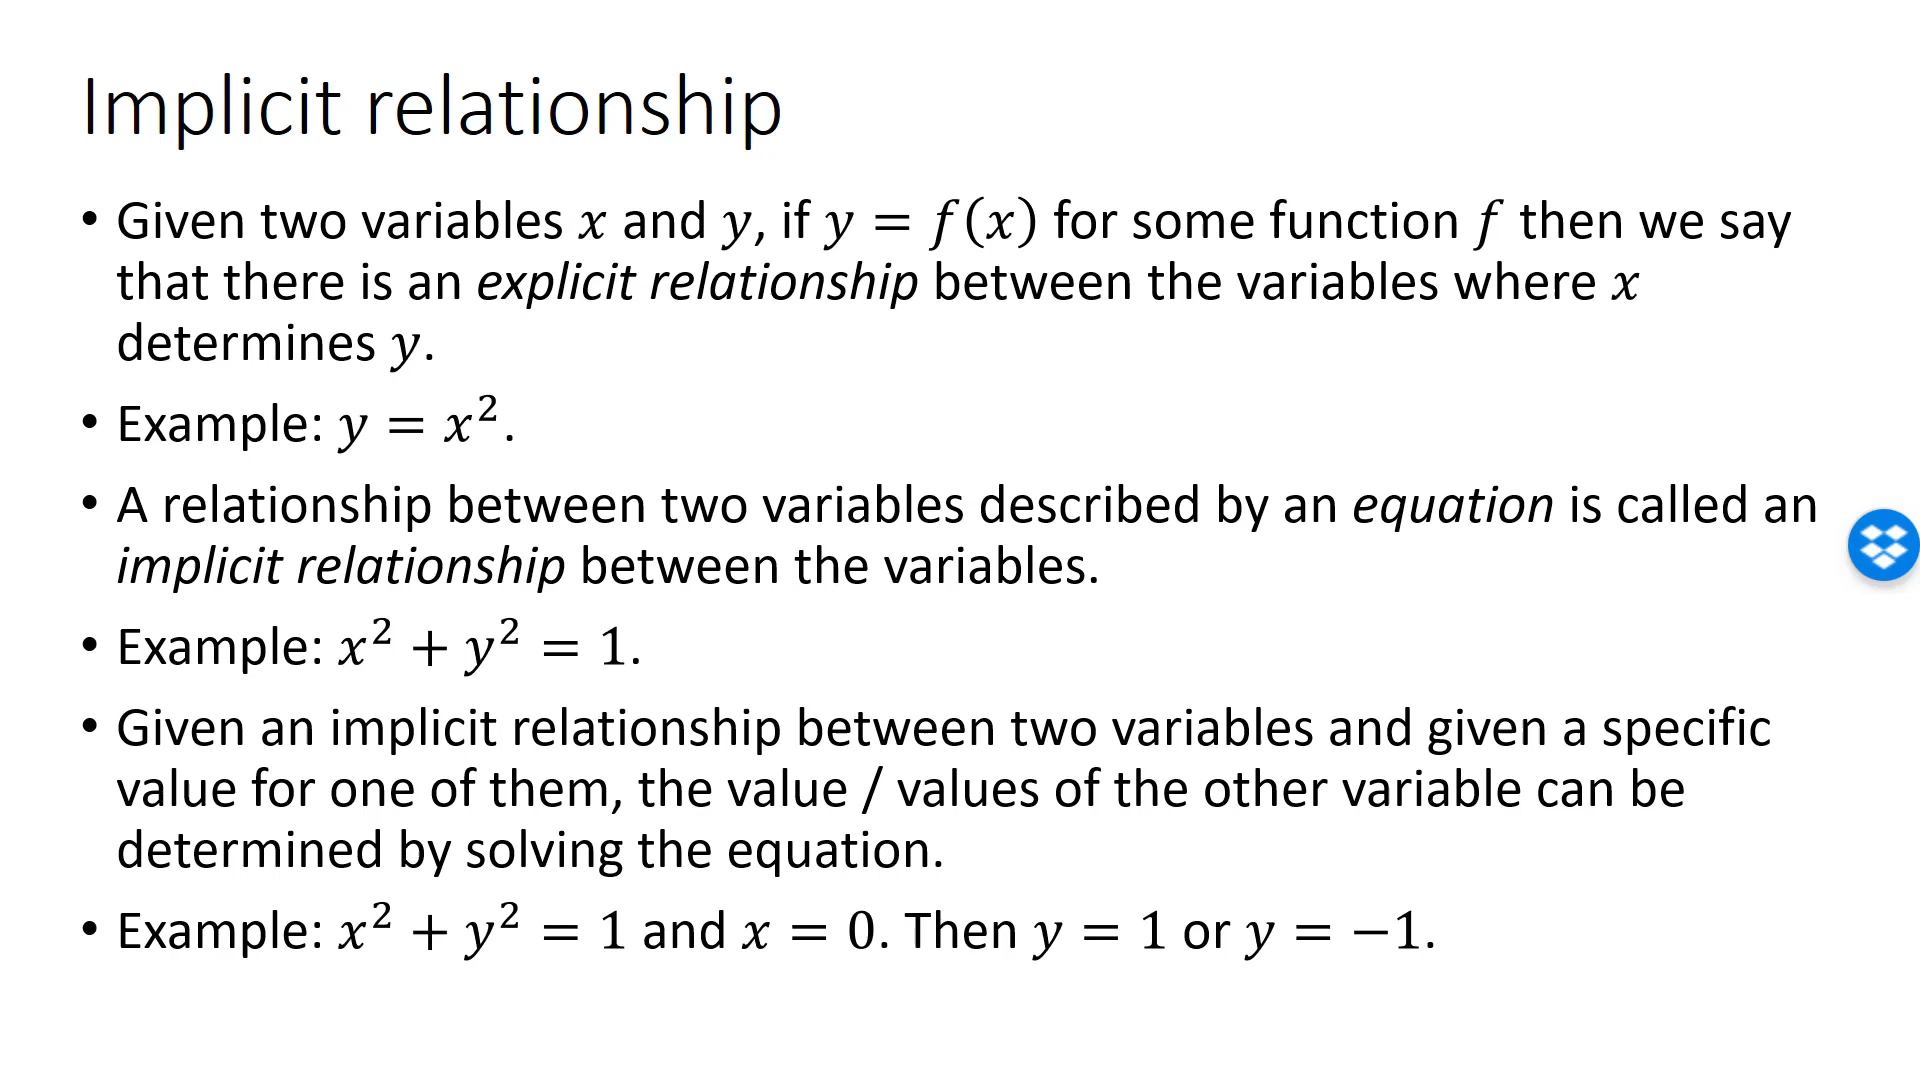 Implicit relationship
• Given two variables x and y, if y = f(x) for some function f then we say
that there is an explicit relationship between the variables where x
determines y.
• Example: y = x².
• A relationship between two variables described by an equation is called an
implicit relationship between the variables.
• Example: x² + y² = 1.
• Given an implicit relationship between two variables and given a specific
value for one of them, the value / values of the other variable can be
determined by solving the equation.
• Example: x² + y² = 1 and x = 0. Then y = 1 or y = −1.